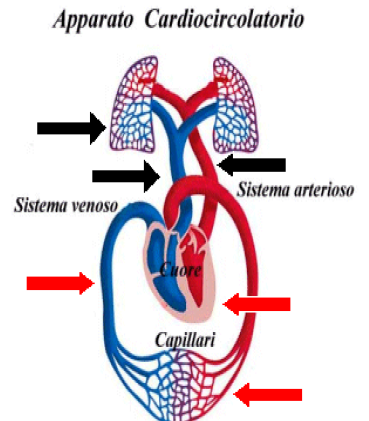 Apparato Cardiocircolatorio
Sistema arterioso
Sistema venoso
Cuore
Capillari